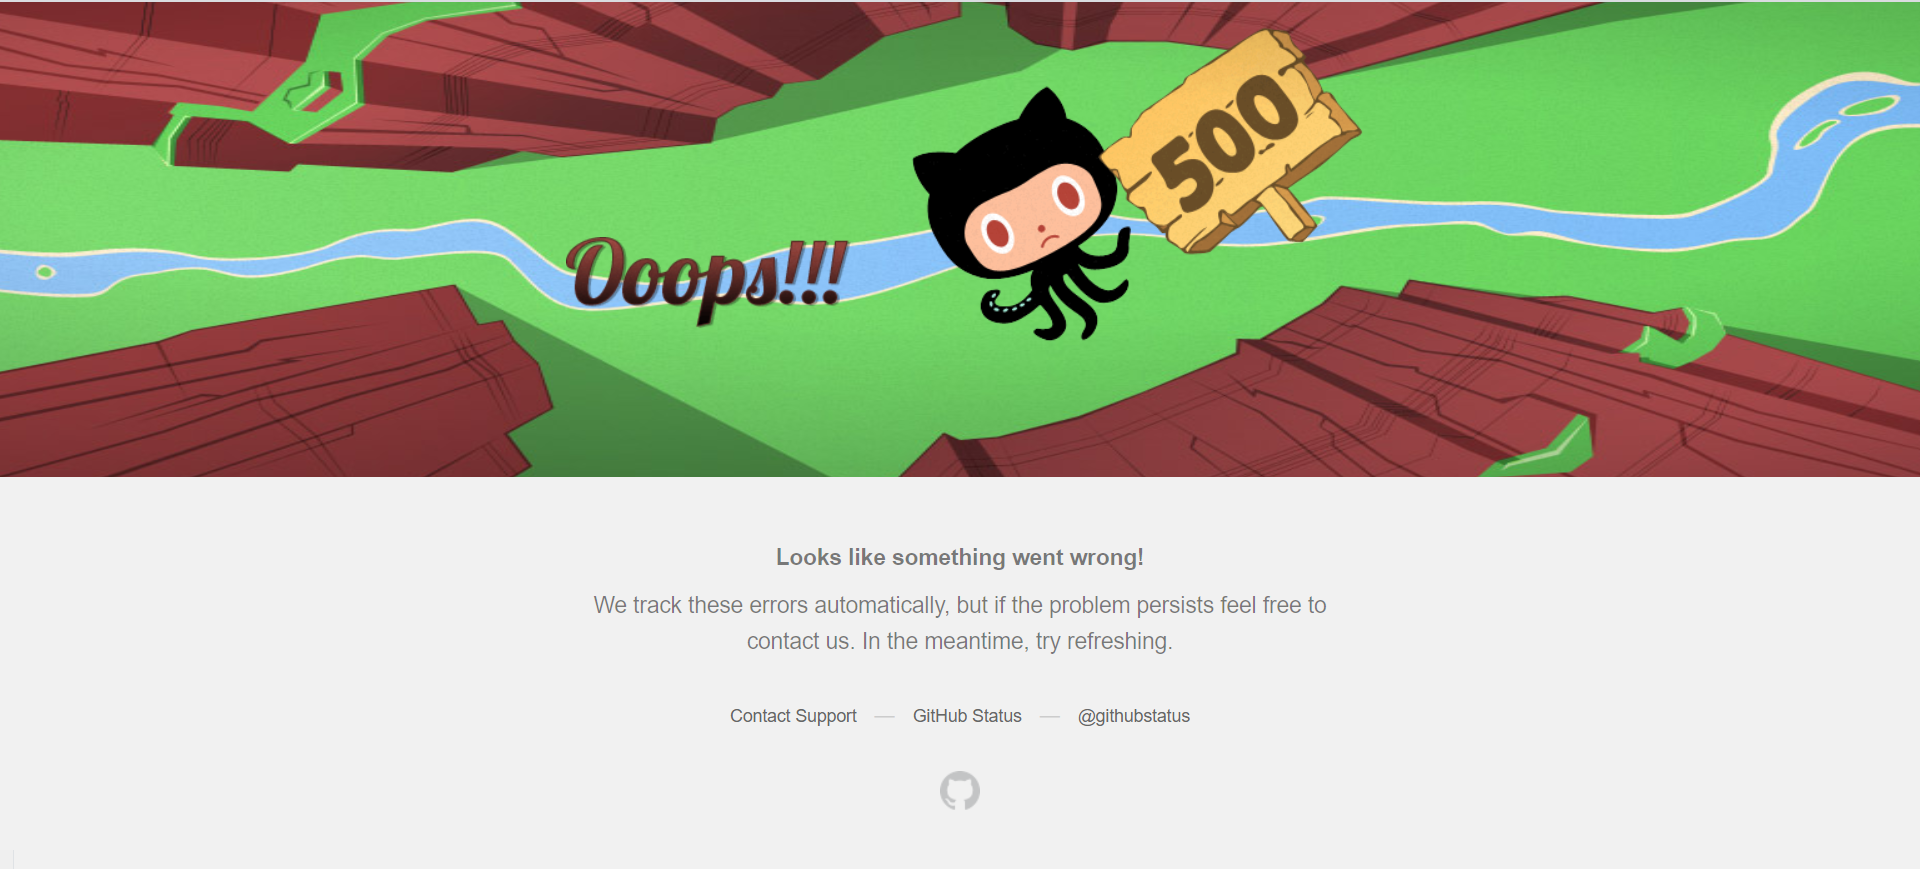 500
Ooops!!!
Looks like something went wrong!
We track these errors automatically, but if the problem persists feel free to
contact us. In the meantime, try refreshing.
Contact Support — GitHub Status — @githubstatus